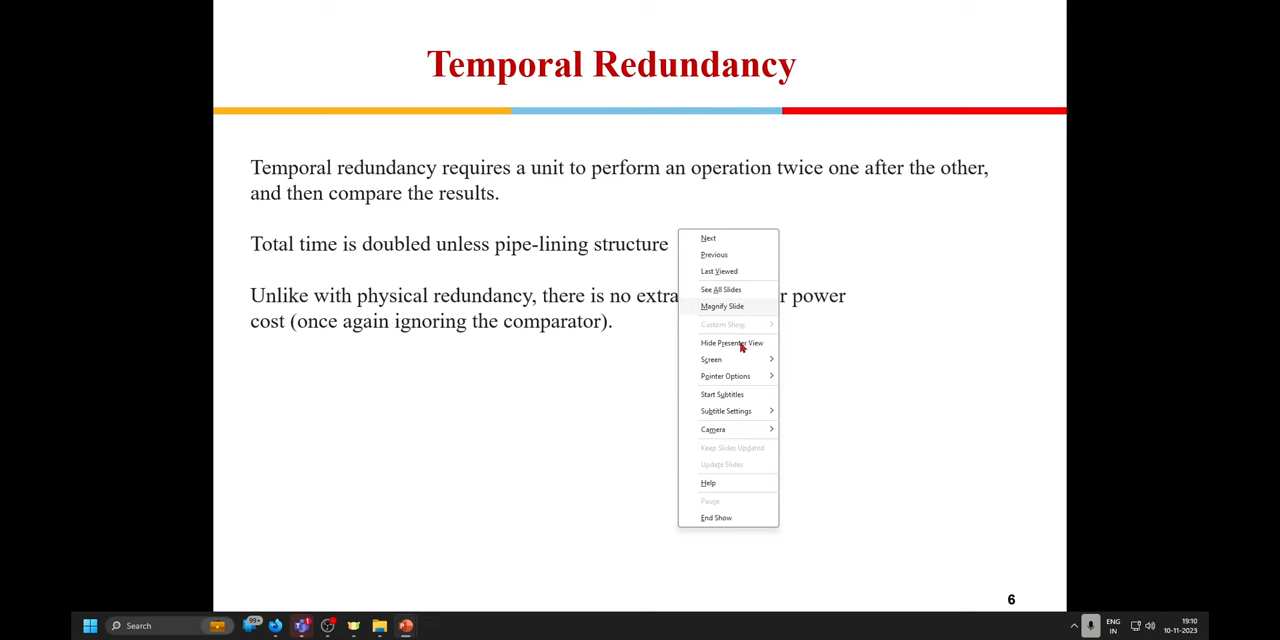 Temporal Redundancy
Temporal redundancy requires a unit to perform an operation twice one after the other,
and then compare the results.
Total time is doubled unless pipe-lining structure
Unlike with physical redundancy, there is no extra power
cost (once again ignoring the comparator).
Next
Previous
Last Viewed
See All Slides
Magnify Slide
Custom Show
Hide Presenter View
Screen
Pointer Options
Start Subtitles
Subtitle Settings
Camera
Keep Slides Updated
Update Slides
Help
Pause
End Show
6
Search
99+
1
ENG
IN
19:10
10-11-2023